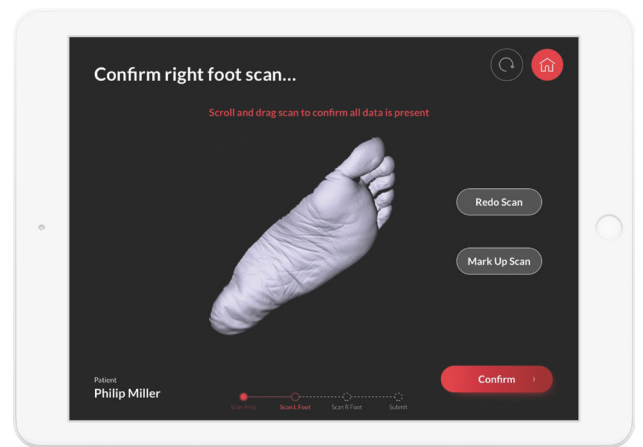 Confirm right foot scan...
Scroll and drag scan to confirm all data is present
Redo Scan
Mark Up Scan
Confirm
Patient
Philip Miller
Scan Prep
Scan L Foot
Scan R Foot
Submit